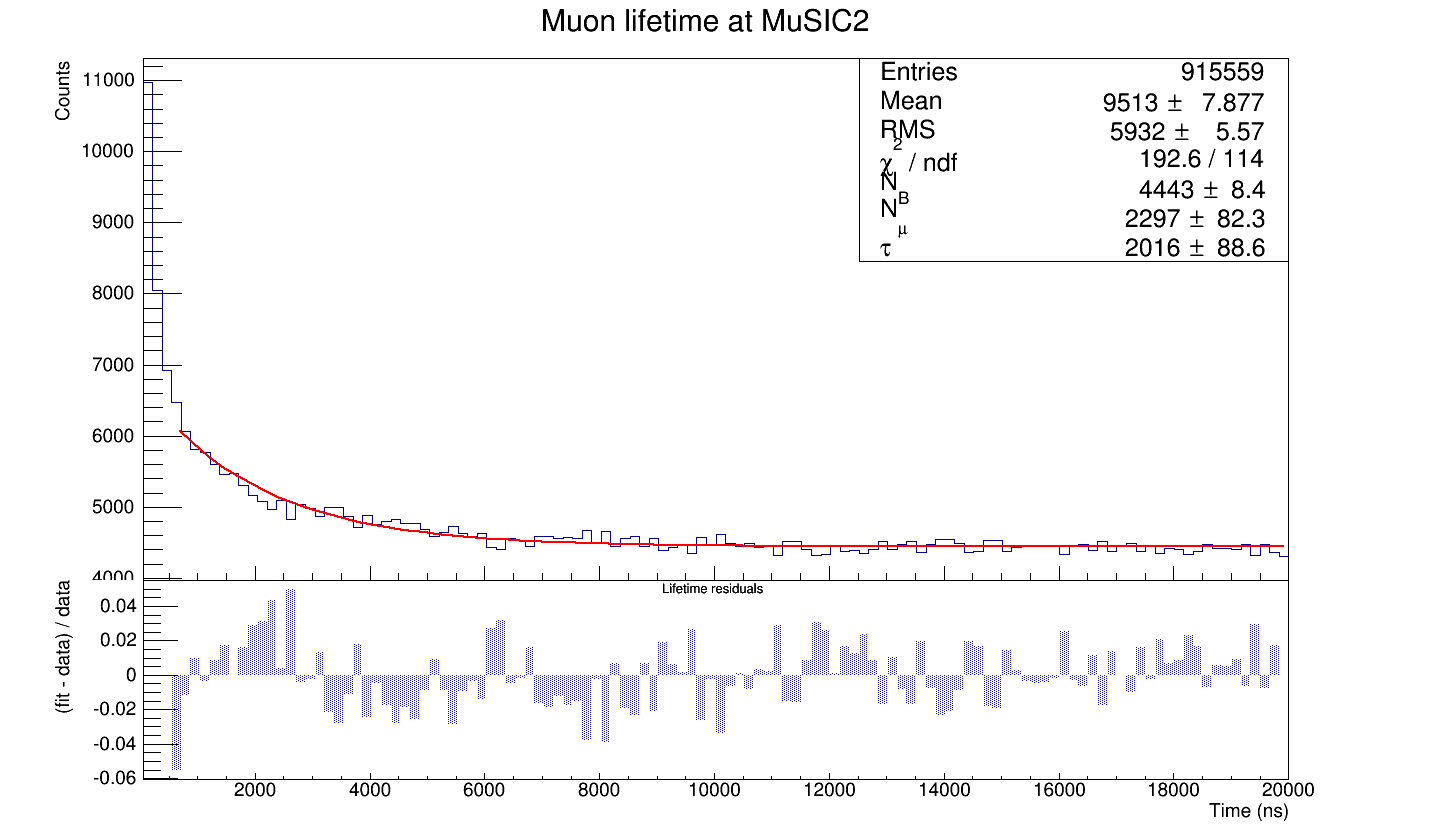 Muon lifetime at MuSIC2
Counts
11000
10000
9000
8000
7000
6000
5000
4000
Entries 915559
Mean 9513 ± 7.877
RMS 5932 ± 5.57
χ² / ndf 192.6 / 114
N_B 4443 ± 8.4
N_μ 2297 ± 82.3
τ 2016 ± 88.6
Lifetime residuals
(fit - data) / data
0.04
0.02
0
-0.02
-0.04
-0.06
2000 4000 6000 8000 10000 12000 14000 16000 18000 20000
Time (ns)